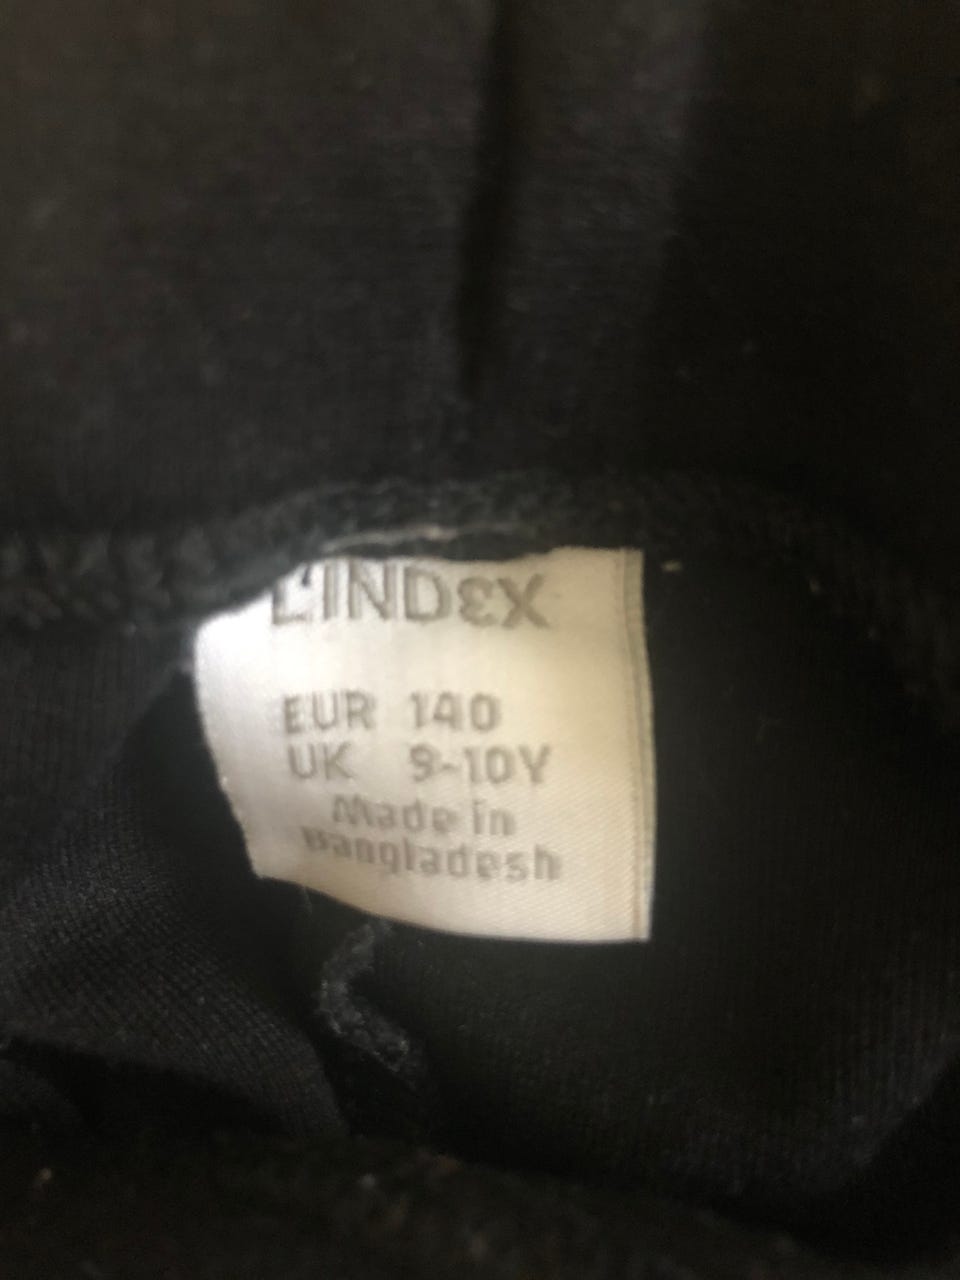 LINDEX
EUR 140
UK 9-10Y
Made in
Bangladesh